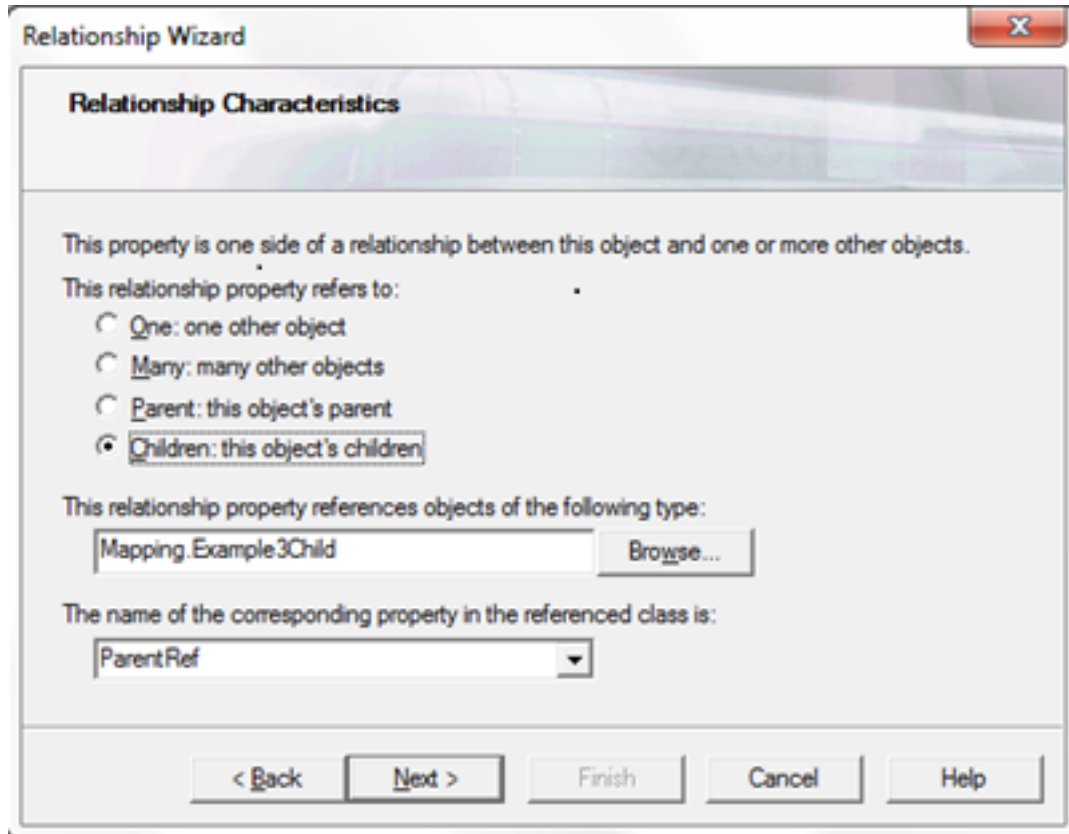 Relationship Wizard
Relationship Characteristics
This property is one side of a relationship between this object and one or more other objects.
This relationship property refers to:
One: one other object
Many: many other objects
Parent: this object's parent
Children: this object's children
This relationship property references objects of the following type:
Mapping.Example3Child
Browse...
The name of the corresponding property in the referenced class is:
ParentRef
< Back Next > Finish Cancel Help